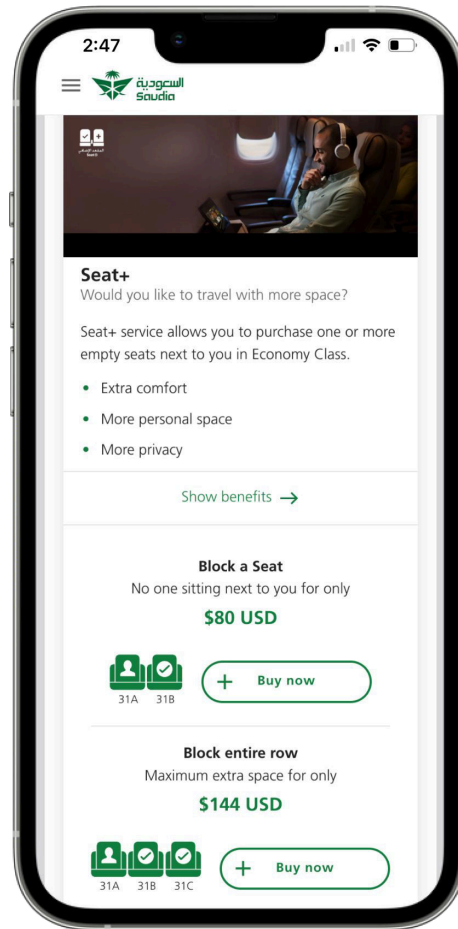 2:47
السعودية
Saudia
Seat+
Would you like to travel with more space?
Seat+ service allows you to purchase one or more
empty seats next to you in Economy Class.
• Extra comfort
• More personal space
• More privacy
Show benefits →
Block a Seat
No one sitting next to you for only
$80 USD
31A 31B
+ Buy now
Block entire row
Maximum extra space for only
$144 USD
31A 31B 31C
+ Buy now